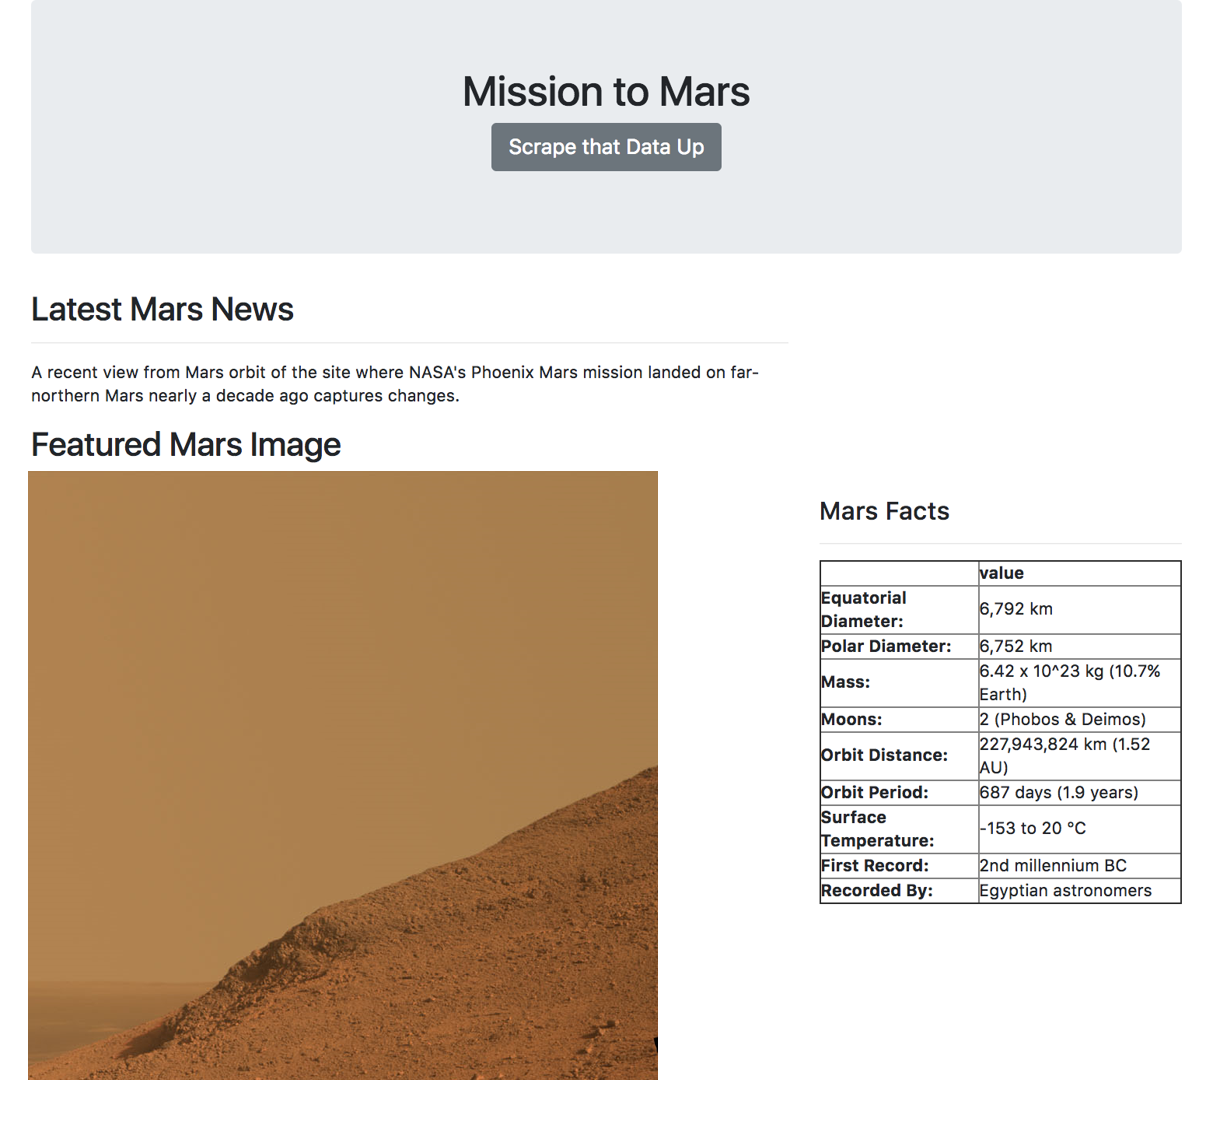 Mission to Mars
Scrape that Data Up
Latest Mars News
A recent view from Mars orbit of the site where NASA's Phoenix Mars mission landed on far-
northern Mars nearly a decade ago captures changes.
Featured Mars Image
Mars Facts
value
Equatorial
Diameter:
6,792 km
Polar Diameter: 6,752 km
Mass:
6.42 x 10^23 kg (10.7%
Earth)
Moons: 2 (Phobos & Deimos)
Orbit Distance:
227,943,824 km (1.52
AU)
Orbit Period: 687 days (1.9 years)
Surface
Temperature:
-153 to 20 °C
First Record: 2nd millennium BC
Recorded By: Egyptian astronomers